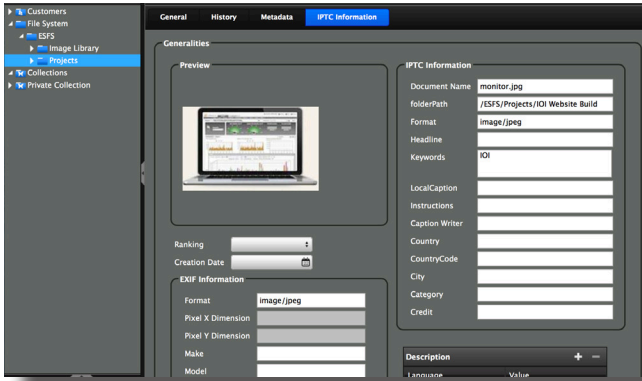 Customers
File System
ESFS
Image Library
Projects
Collections
Private Collection
General History Metadata IPTC Information
Generalities
Preview
Ranking
Creation Date
EXIF Information
Format image/jpeg
Pixel X Dimension
Pixel Y Dimension
Make
Model
IPTC Information
Document Name monitor.jpg
folderPath /ESFS/Projects/IOI Website Build
Format image/jpeg
Headline
Keywords IOI
LocalCaption
Instructions
Caption Writer
Country
CountryCode
City
Category
Credit
Description + −
Language Value